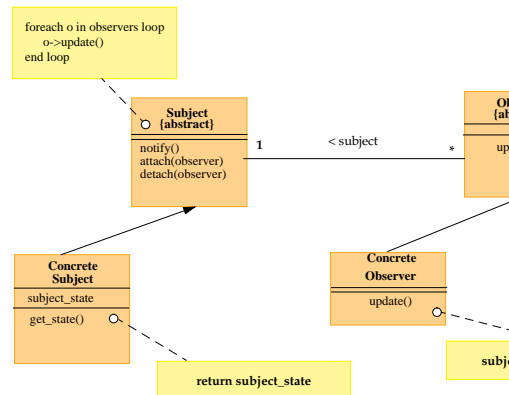 foreach o in observers loop
o->update()
end loop
Subject
{abstract}
notify()
attach(observer)
detach(observer)
1
< subject
*
Concrete
Subject
subject_state
get_state()
return subject_state
Concrete
Observer
update()